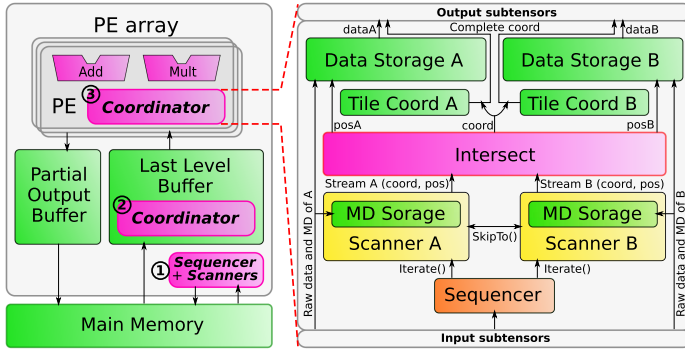 PE array
Add
Mult
PE
③
Coordinator
Partial
Output
Buffer
Last Level
Buffer
②
Coordinator
①
Sequencer
+ Scanners
Main Memory
Output subtensors
dataA
Complete coord
dataB
Data Storage A
Data Storage B
Tile Coord A
Tile Coord B
posA
coord
posB
Intersect
Stream A (coord, pos)
Stream B (coord, pos)
MD Sorage
MD Sorage
Scanner A
SkipTo()
Scanner B
Iterate()
Iterate()
Sequencer
Raw data and MD of A
Raw data and MD of B
Input subtensors